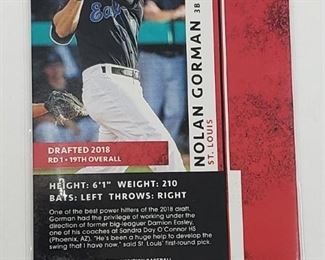 Ea
3B
NOLAN GORMAN
ST. LOUIS
DRAFTED 2018
RD 1 • 19TH OVERALL
HEIGHT: 6'1" WEIGHT: 210
BATS: LEFT THROWS: RIGHT
One of the best power hitters of the 2018 draft,
Gorman had the privilege of working under the
direction of former big-leaguer Damion Easley,
one of his coaches at Sandra Day O'Connor HS
(Phoenix, AZ). "He's been a huge help to develop the
swing that I have now." said St. Louis' first-round pick.